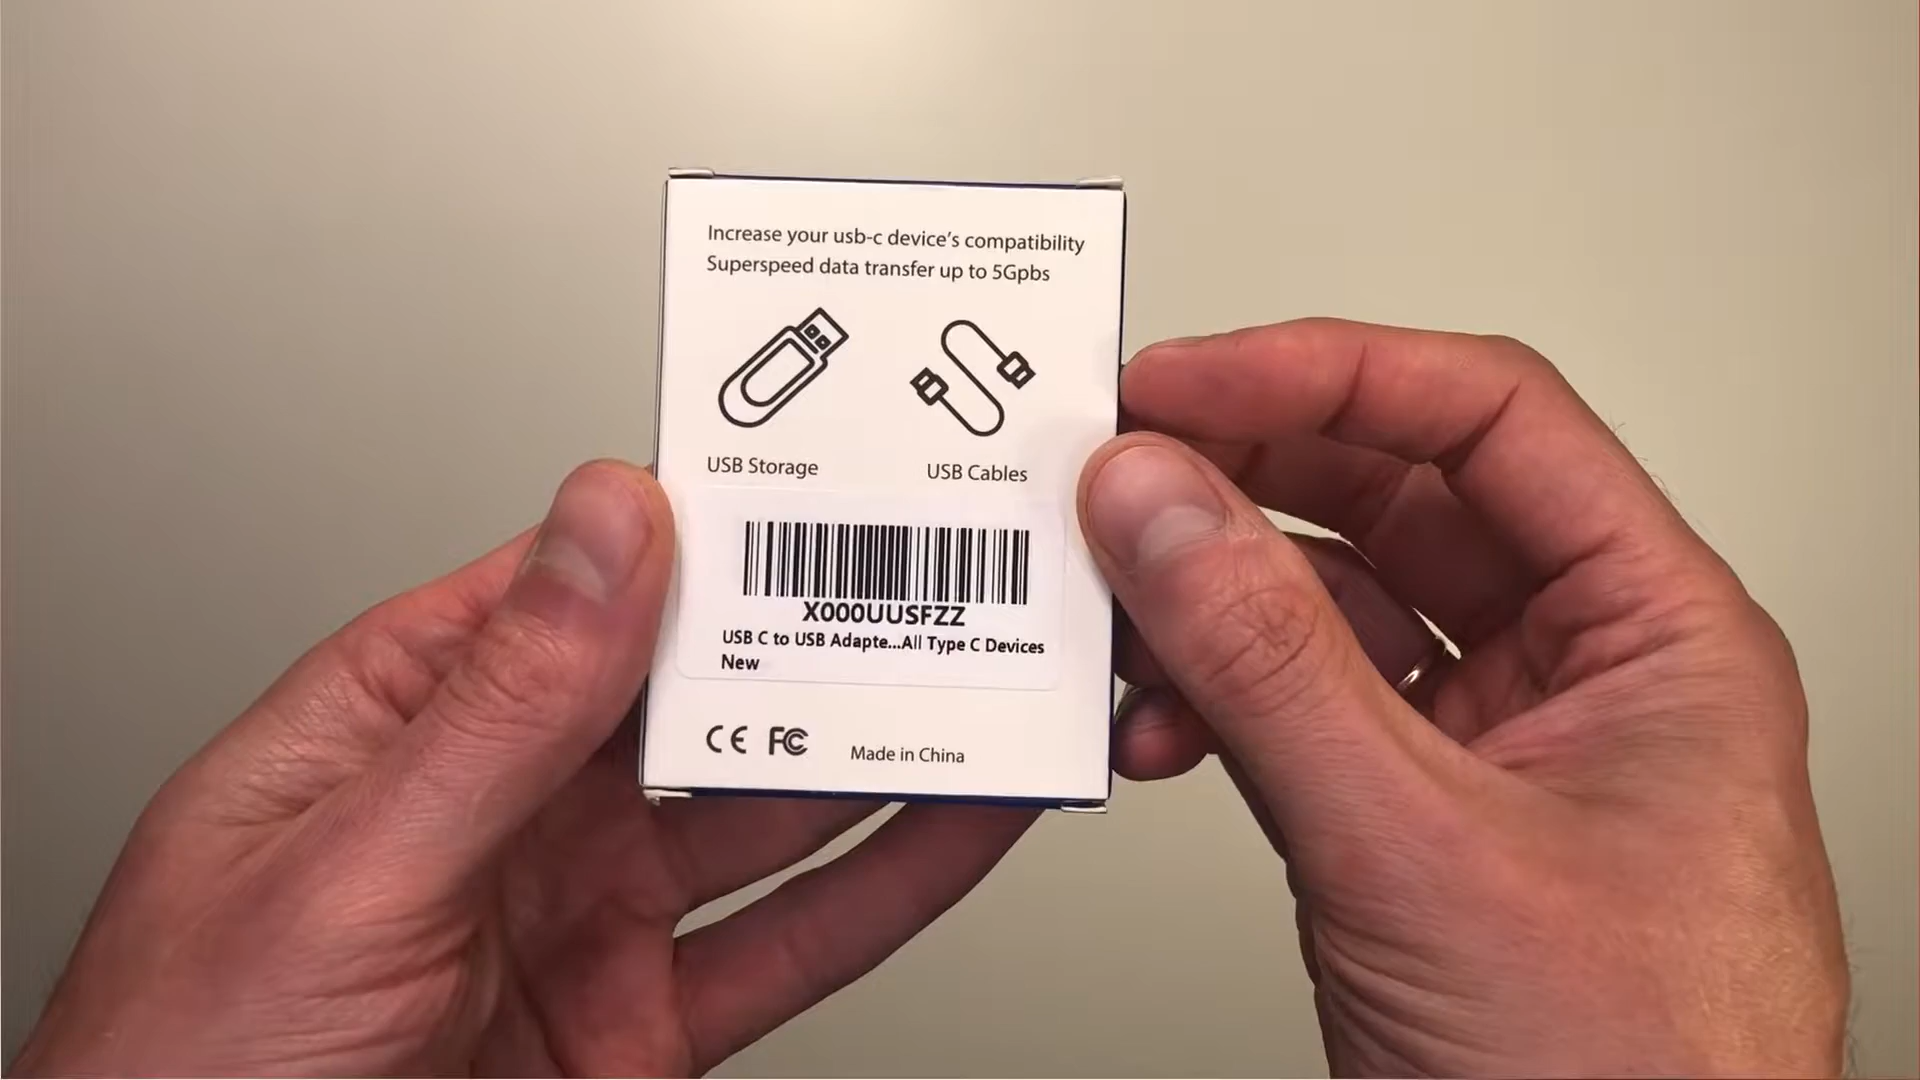 Increase your usb-c device’s compatibility
Superspeed data transfer up to 5Gpbs
USB Storage
USB Cables
X000UUSFZZ
USB C to USB Adapte...All Type C Devices
New
CE FC
Made in China